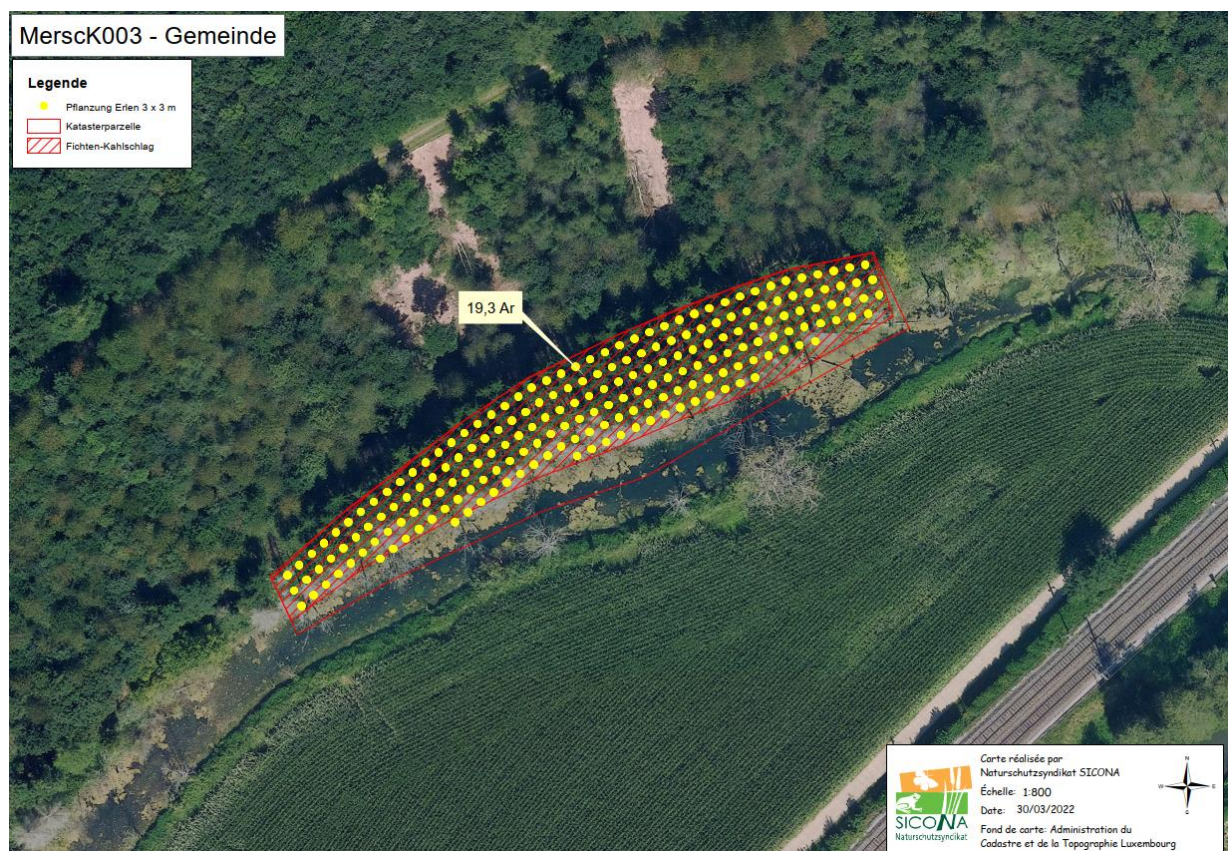 MerscK003 - Gemeinde
Legende
Pflanzung Erlen 3 x 3 m
Katasterparzelle
Fichten-Kahlschlag
19,3 Ar
SICONA
Naturschutzsyndikat
Carte réalisée par
Naturschutzsyndikat SICONA
Échelle: 1:800
Date: 30/03/2022
Fond de carte: Administration du
Cadastre et de la Topographie Luxembourg
N
W
E
S